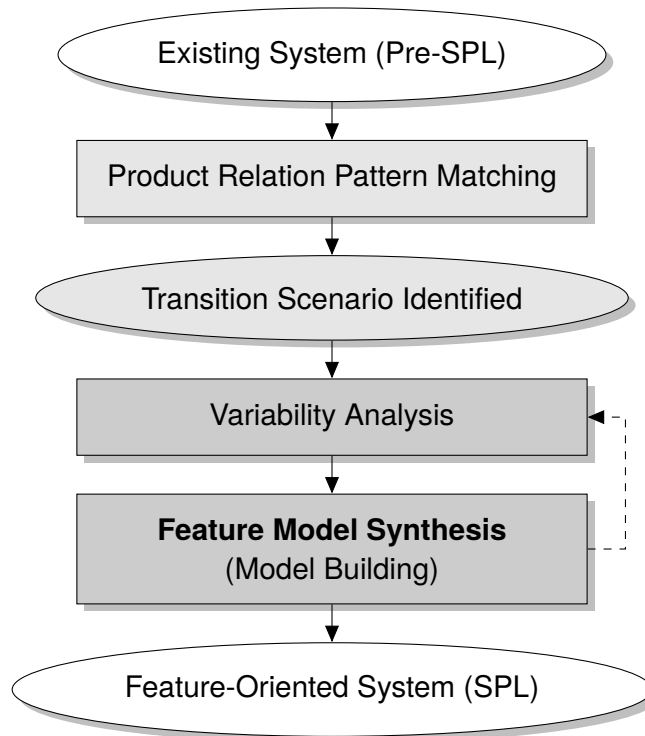 Existing System (Pre-SPL)
Product Relation Pattern Matching
Transition Scenario Identified
Variability Analysis
Feature Model Synthesis
(Model Building)
Feature-Oriented System (SPL)